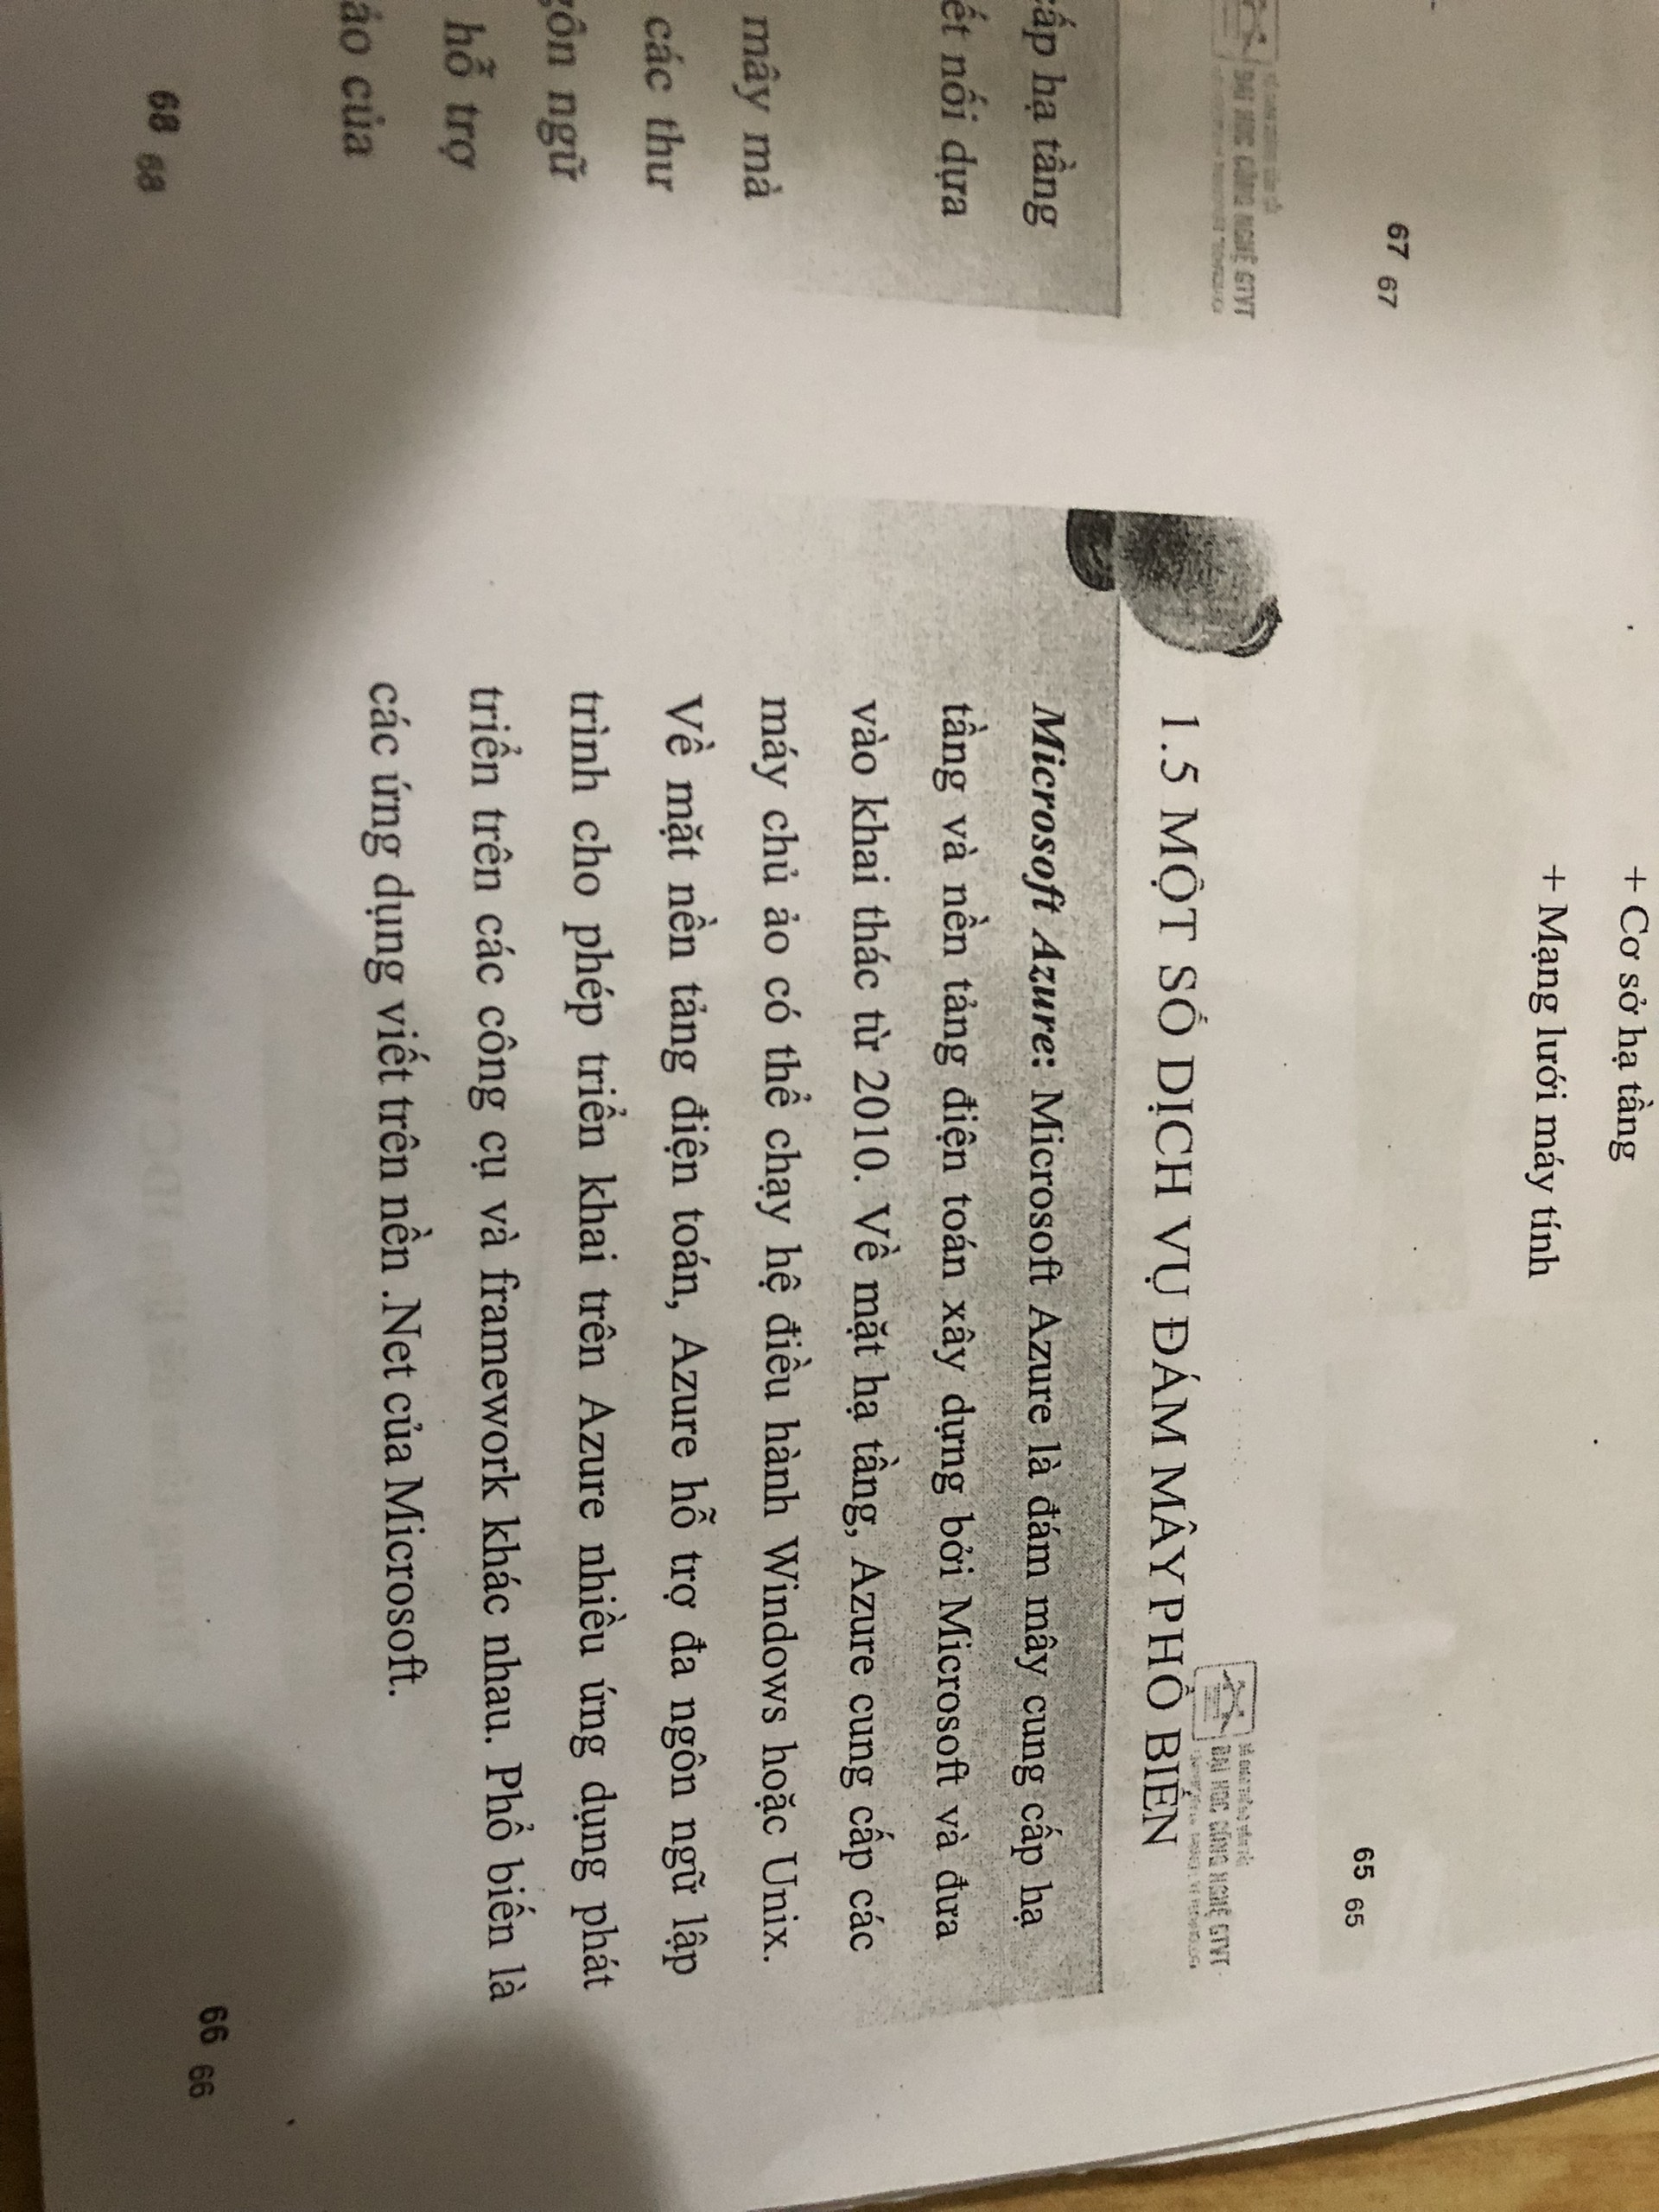 + Cơ sở hạ tầng
+ Mạng lưới máy tính
65 65
67 67
ĐẠI HỌC CÔNG NGHỆ GTVT
1.5 MỘT SỐ DỊCH VỤ ĐÁM MÂY PHỔ BIẾN
Microsoft Azure: Microsoft Azure là đám mây cung cấp hạ
tầng và nền tảng điện toán xây dựng bởi Microsoft và đưa
vào khai thác từ 2010. Về mặt hạ tầng, Azure cung cấp các
máy chủ ảo có thể chạy hệ điều hành Windows hoặc Unix.
Về mặt nền tảng điện toán, Azure hỗ trợ đa ngôn ngữ lập
trình cho phép triển khai trên Azure nhiều ứng dụng phát
triển trên các công cụ và framework khác nhau. Phổ biến là
các ứng dụng viết trên nền .Net của Microsoft.
66 66
ĐẠI HỌC CÔNG NGHỆ GTVT
cấp hạ tầng
ết nối dựa
mây mà
các thư
gôn ngữ
hỗ trợ
ảo của
68 68